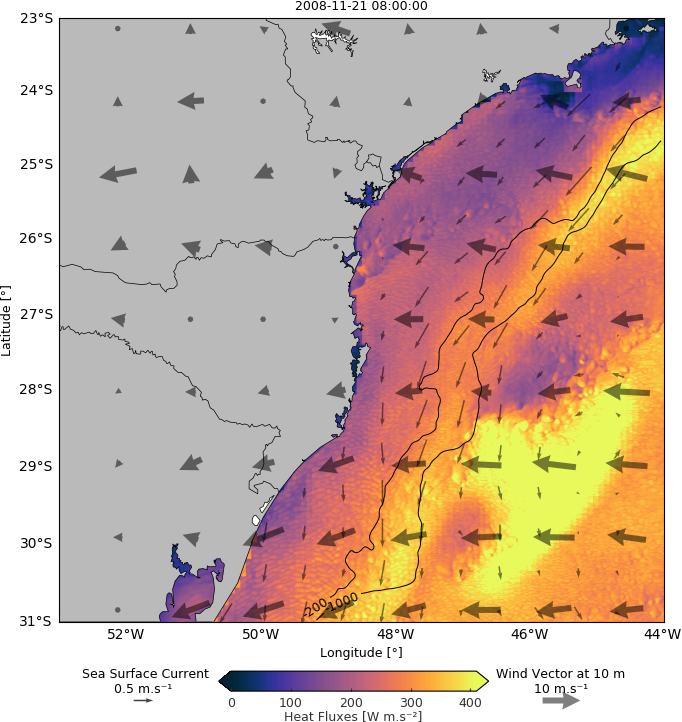 2008-11-21 08:00:00
23°S
24°S
25°S
26°S
27°S
28°S
29°S
30°S
31°S
Latitude [°]
-200
-1000
52°W 50°W 48°W 46°W 44°W
Longitude [°]
Sea Surface Current
0.5 m.s⁻¹
0 100 200 300 400
Heat Fluxes [W m.s⁻²]
Wind Vector at 10 m
10 m.s⁻¹